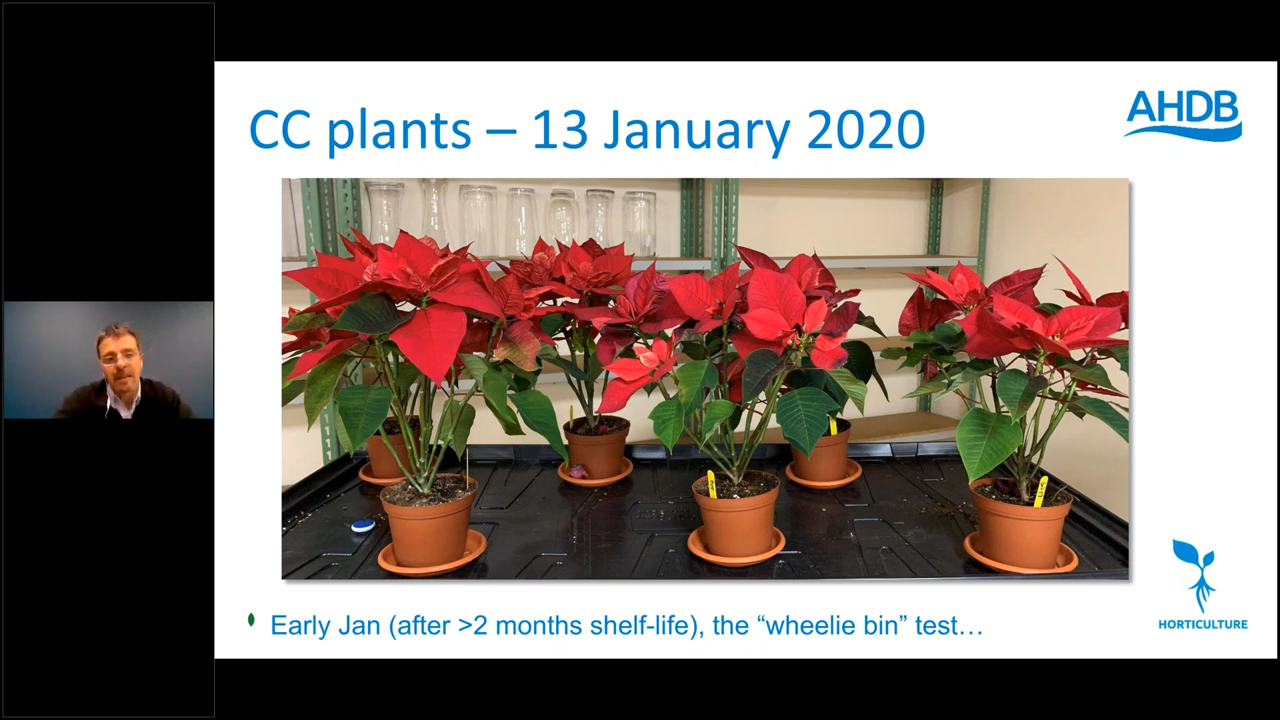 CC plants – 13 January 2020
AHDB
Early Jan (after >2 months shelf-life), the “wheelie bin” test…
HORTICULTURE